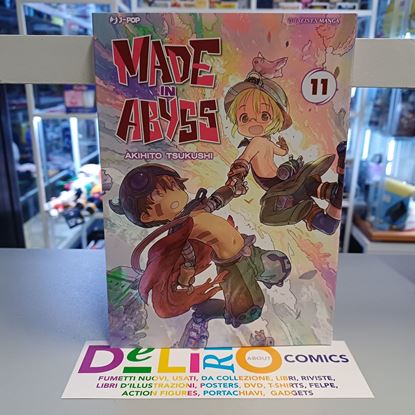 J-POP
MADE
IN
ABYSS
AKIHITO TSUKUSHI
11
DELIRIO
ABOUT
COMICS
FUMETTI NUOVI, USATI, DA COLLEZIONE, LIBRI, RIVISTE,
LIBRI D'ILLUSTRAZIONI, POSTERS, DVD, T-SHIRTS, FELPE,
ACTION FIGURES, PORTACHIAVI, GADGETS